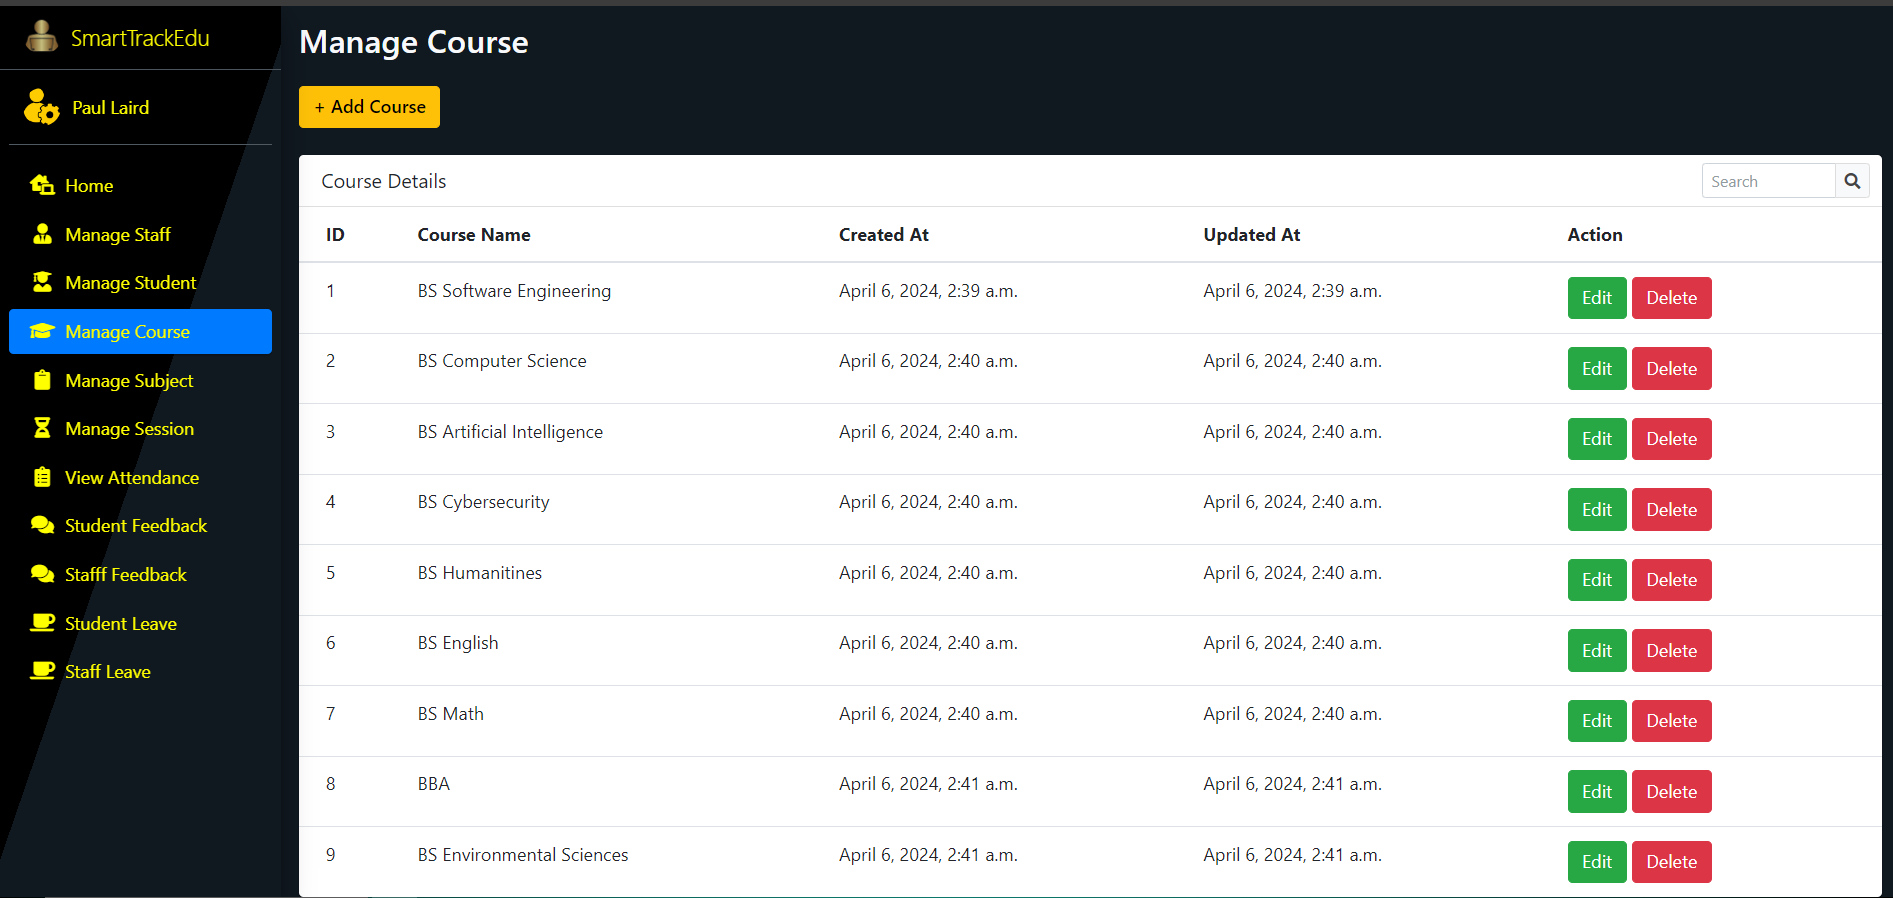 SmartTrackEdu
Paul Laird
Home
Manage Staff
Manage Student
Manage Course
Manage Subject
Manage Session
View Attendance
Student Feedback
Stafff Feedback
Student Leave
Staff Leave
Manage Course
+ Add Course
Course Details Search
ID Course Name Created At Updated At Action
1 BS Software Engineering April 6, 2024, 2:39 a.m. April 6, 2024, 2:39 a.m. Edit Delete
2 BS Computer Science April 6, 2024, 2:40 a.m. April 6, 2024, 2:40 a.m. Edit Delete
3 BS Artificial Intelligence April 6, 2024, 2:40 a.m. April 6, 2024, 2:40 a.m. Edit Delete
4 BS Cybersecurity April 6, 2024, 2:40 a.m. April 6, 2024, 2:40 a.m. Edit Delete
5 BS Humanitines April 6, 2024, 2:40 a.m. April 6, 2024, 2:40 a.m. Edit Delete
6 BS English April 6, 2024, 2:40 a.m. April 6, 2024, 2:40 a.m. Edit Delete
7 BS Math April 6, 2024, 2:40 a.m. April 6, 2024, 2:40 a.m. Edit Delete
8 BBA April 6, 2024, 2:41 a.m. April 6, 2024, 2:41 a.m. Edit Delete
9 BS Environmental Sciences April 6, 2024, 2:41 a.m. April 6, 2024, 2:41 a.m. Edit Delete